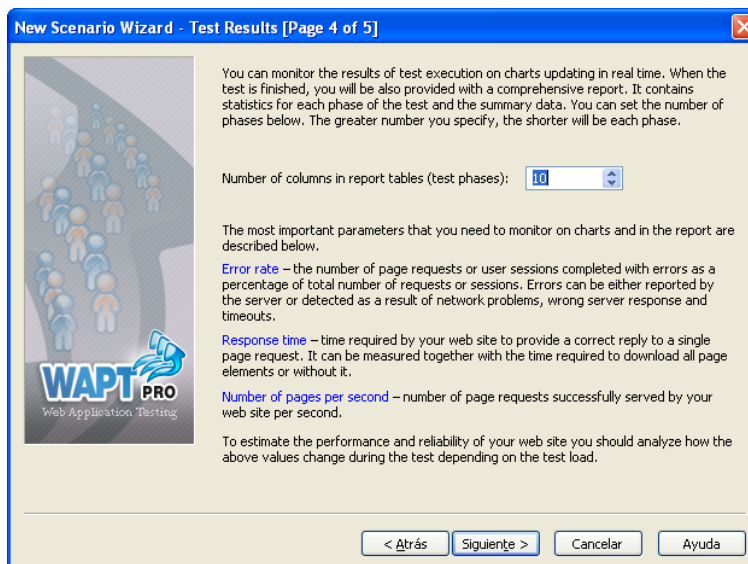 New Scenario Wizard - Test Results [Page 4 of 5]
You can monitor the results of test execution on charts updating in real time. When the
test is finished, you will be also provided with a comprehensive report. It contains
statistics for each phase of the test and the summary data. You can set the number of
phases below. The greater number you specify, the shorter will be each phase.
Number of columns in report tables (test phases): 10
The most important parameters that you need to monitor on charts and in the report are
described below.
Error rate – the number of page requests or user sessions completed with errors as a
percentage of total number of requests or sessions. Errors can be either reported by
the server or detected as a result of network problems, wrong server response and
timeouts.
Response time – time required by your web site to provide a correct reply to a single
page request. It can be measured together with the time required to download all page
elements or without it.
WAPT PRO
Web Application Testing
Number of pages per second – number of page requests successfully served by your
web site per second.
To estimate the performance and reliability of your web site you should analyze how the
above values change during the test depending on the test load.
< Atrás Siguiente > Cancelar Ayuda